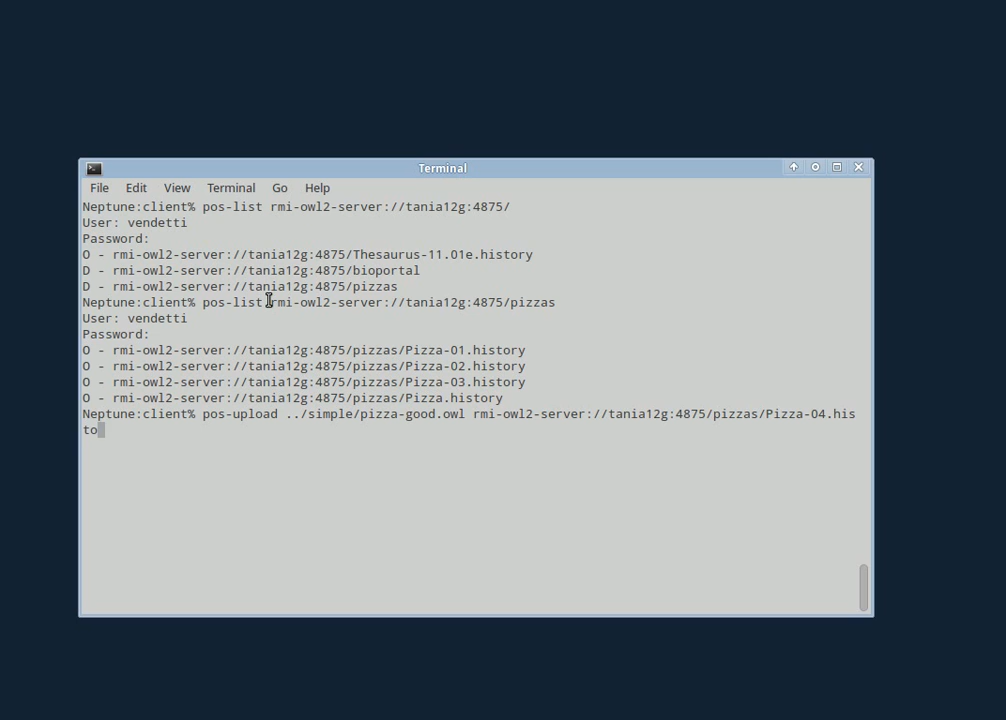 Terminal
File Edit View Terminal Go Help
Neptune:client% pos-list rmi-owl2-server://tania12g:4875/
User: vendetti
Password:
O - rmi-owl2-server://tania12g:4875/Thesaurus-11.01e.history
D - rmi-owl2-server://tania12g:4875/bioportal
D - rmi-owl2-server://tania12g:4875/pizzas
Neptune:client% pos-list rmi-owl2-server://tania12g:4875/pizzas
User: vendetti
Password:
O - rmi-owl2-server://tania12g:4875/pizzas/Pizza-01.history
O - rmi-owl2-server://tania12g:4875/pizzas/Pizza-02.history
O - rmi-owl2-server://tania12g:4875/pizzas/Pizza-03.history
O - rmi-owl2-server://tania12g:4875/pizzas/Pizza.history
Neptune:client% pos-upload ../simple/pizza-good.owl rmi-owl2-server://tania12g:4875/pizzas/Pizza-04.his
to